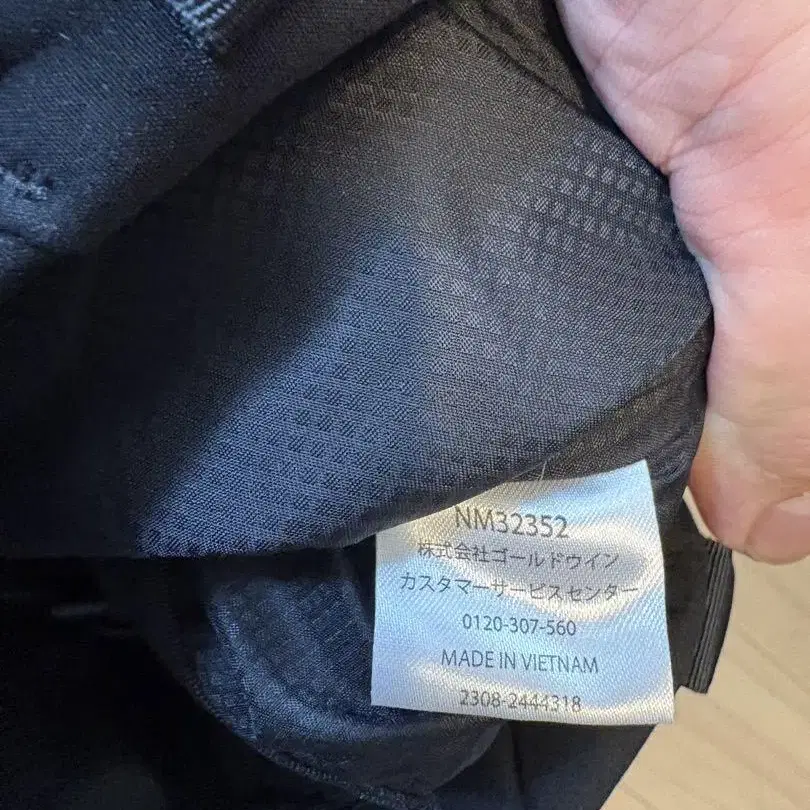 NM32352
株式会社ゴールドウイン
カスタマーサービスセンター
0120-307-560
MADE IN VIETNAM
2308-2444318